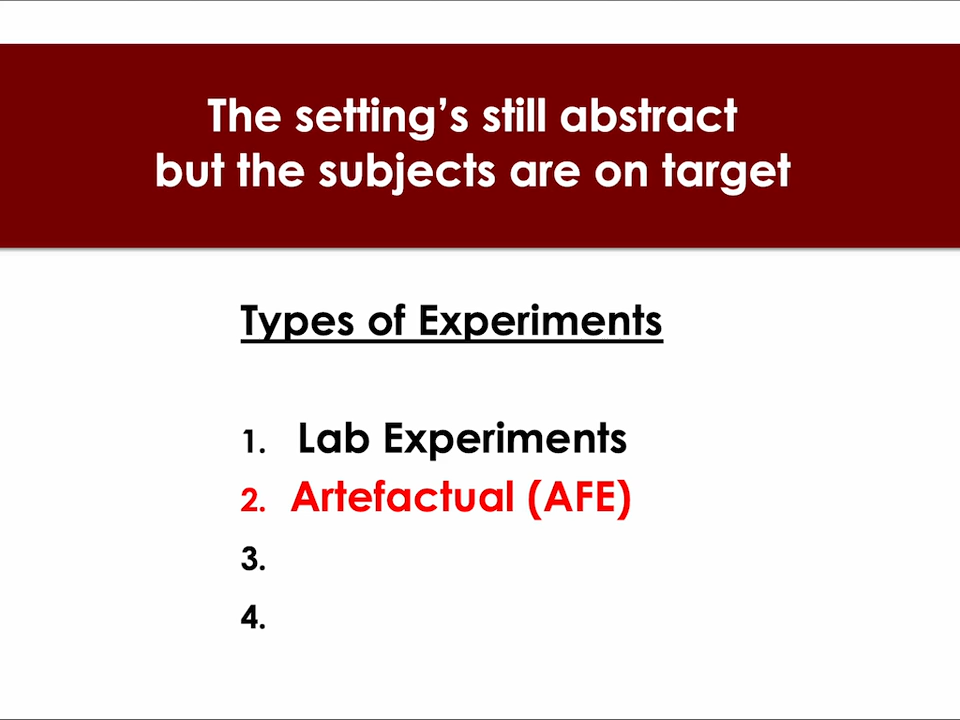 The setting’s still abstract
but the subjects are on target
Types of Experiments
1. Lab Experiments
2. Artefactual (AFE)
3.
4.